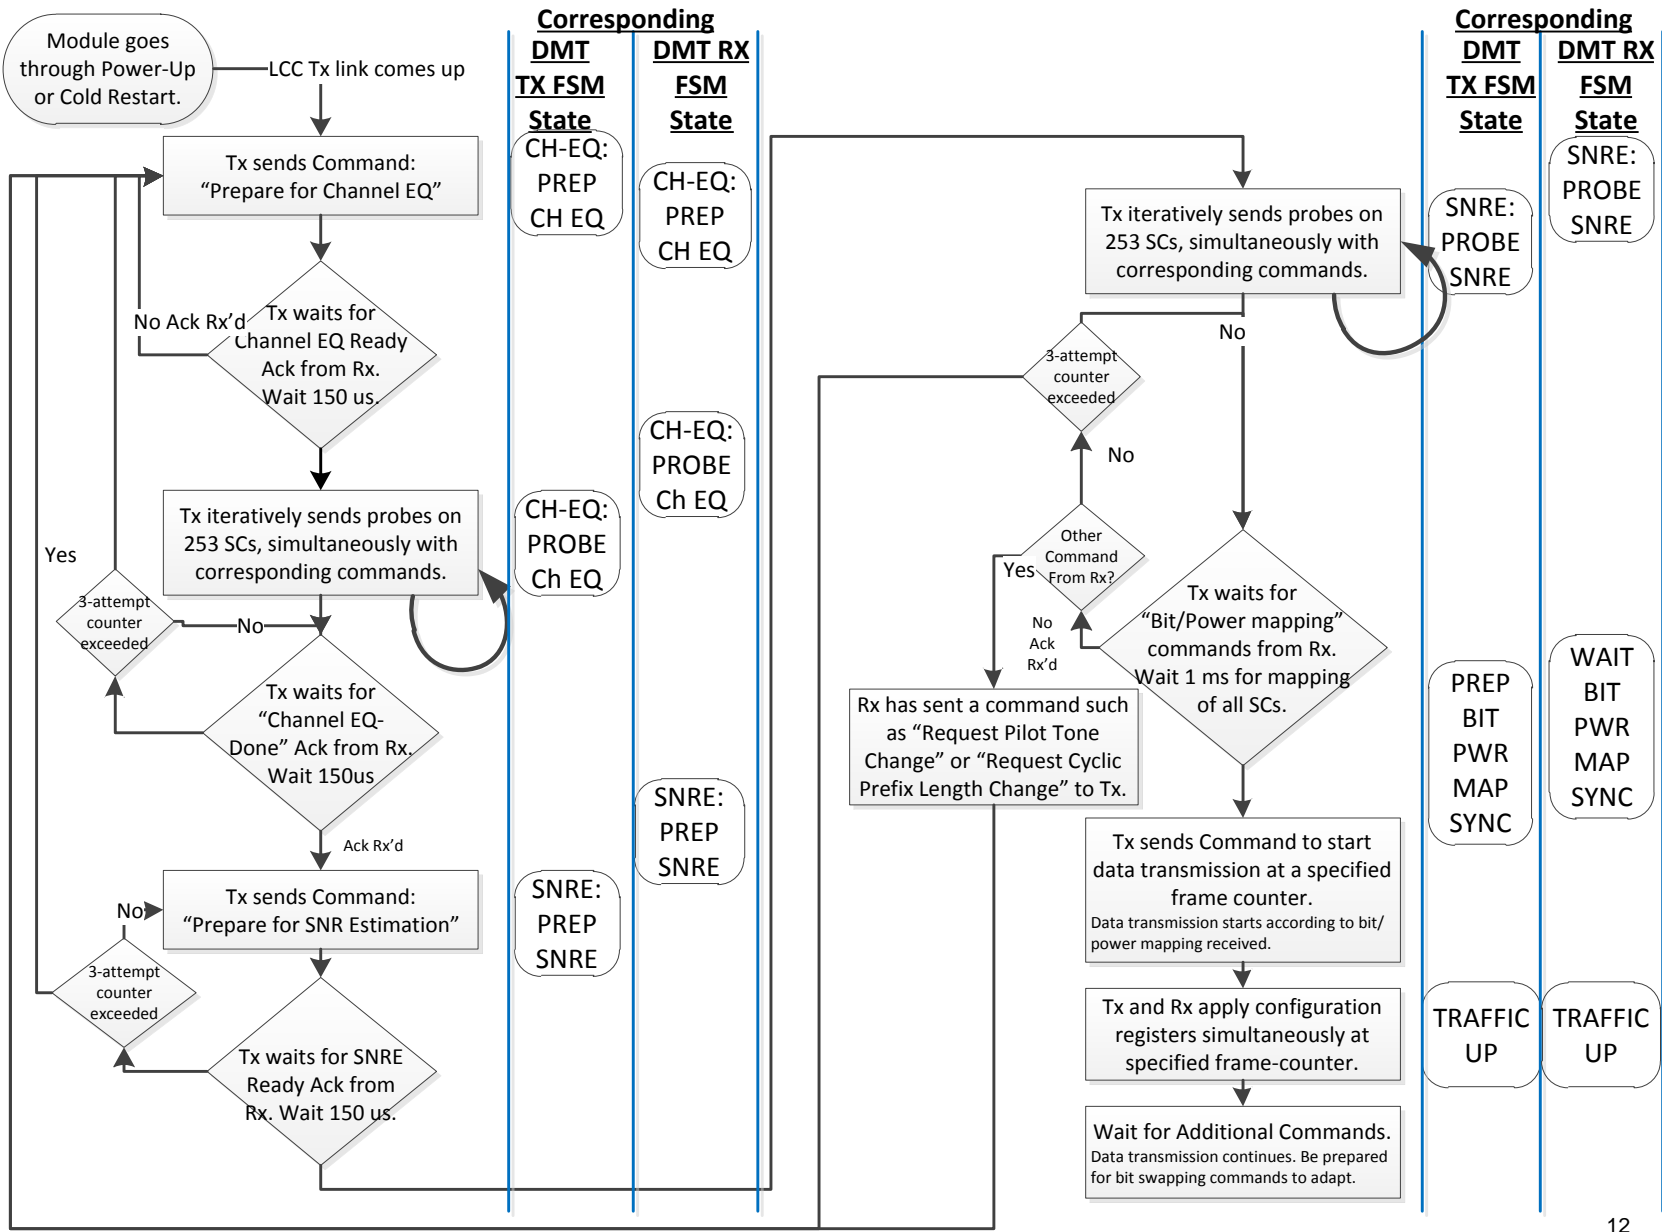 Module goes
through Power-Up
or Cold Restart.
LCC Tx link comes up
Tx sends Command:
“Prepare for Channel EQ”
No Ack Rx’d
Tx waits for
Channel EQ Ready
Ack from Rx.
Wait 150 us.
Tx iteratively sends probes on
253 SCs, simultaneously with
corresponding commands.
Yes
3-attempt
counter
exceeded
No
Tx waits for
“Channel EQ-
Done” Ack from Rx.
Wait 150us
Ack Rx’d
Tx sends Command:
“Prepare for SNR Estimation”
No
3-attempt
counter
exceeded
Tx waits for SNRE
Ready Ack from
Rx. Wait 150 us.
Corresponding
DMT
TX FSM
State
CH-EQ:
PREP
CH EQ
CH-EQ:
PROBE
Ch EQ
SNRE:
PREP
SNRE
DMT RX
FSM
State
CH-EQ:
PREP
CH EQ
CH-EQ:
PROBE
Ch EQ
SNRE:
PREP
SNRE
Tx iteratively sends probes on
253 SCs, simultaneously with
corresponding commands.
No
3-attempt
counter
exceeded
No
Other
Command
From Rx?
Yes
No
Ack
Rx’d
Tx waits for
“Bit/Power mapping”
commands from Rx.
Wait 1 ms for mapping
of all SCs.
Rx has sent a command such
as “Request Pilot Tone
Change” or “Request Cyclic
Prefix Length Change” to Tx.
Tx sends Command to start
data transmission at a specified
frame counter.
Data transmission starts according to bit/
power mapping received.
Tx and Rx apply configuration
registers simultaneously at
specified frame-counter.
Wait for Additional Commands.
Data transmission continues. Be prepared
for bit swapping commands to adapt.
Corresponding
DMT
TX FSM
State
SNRE:
PROBE
SNRE
PREP
BIT
PWR
MAP
SYNC
TRAFFIC
UP
DMT RX
FSM
State
SNRE:
PROBE
SNRE
WAIT
BIT
PWR
MAP
SYNC
TRAFFIC
UP
12